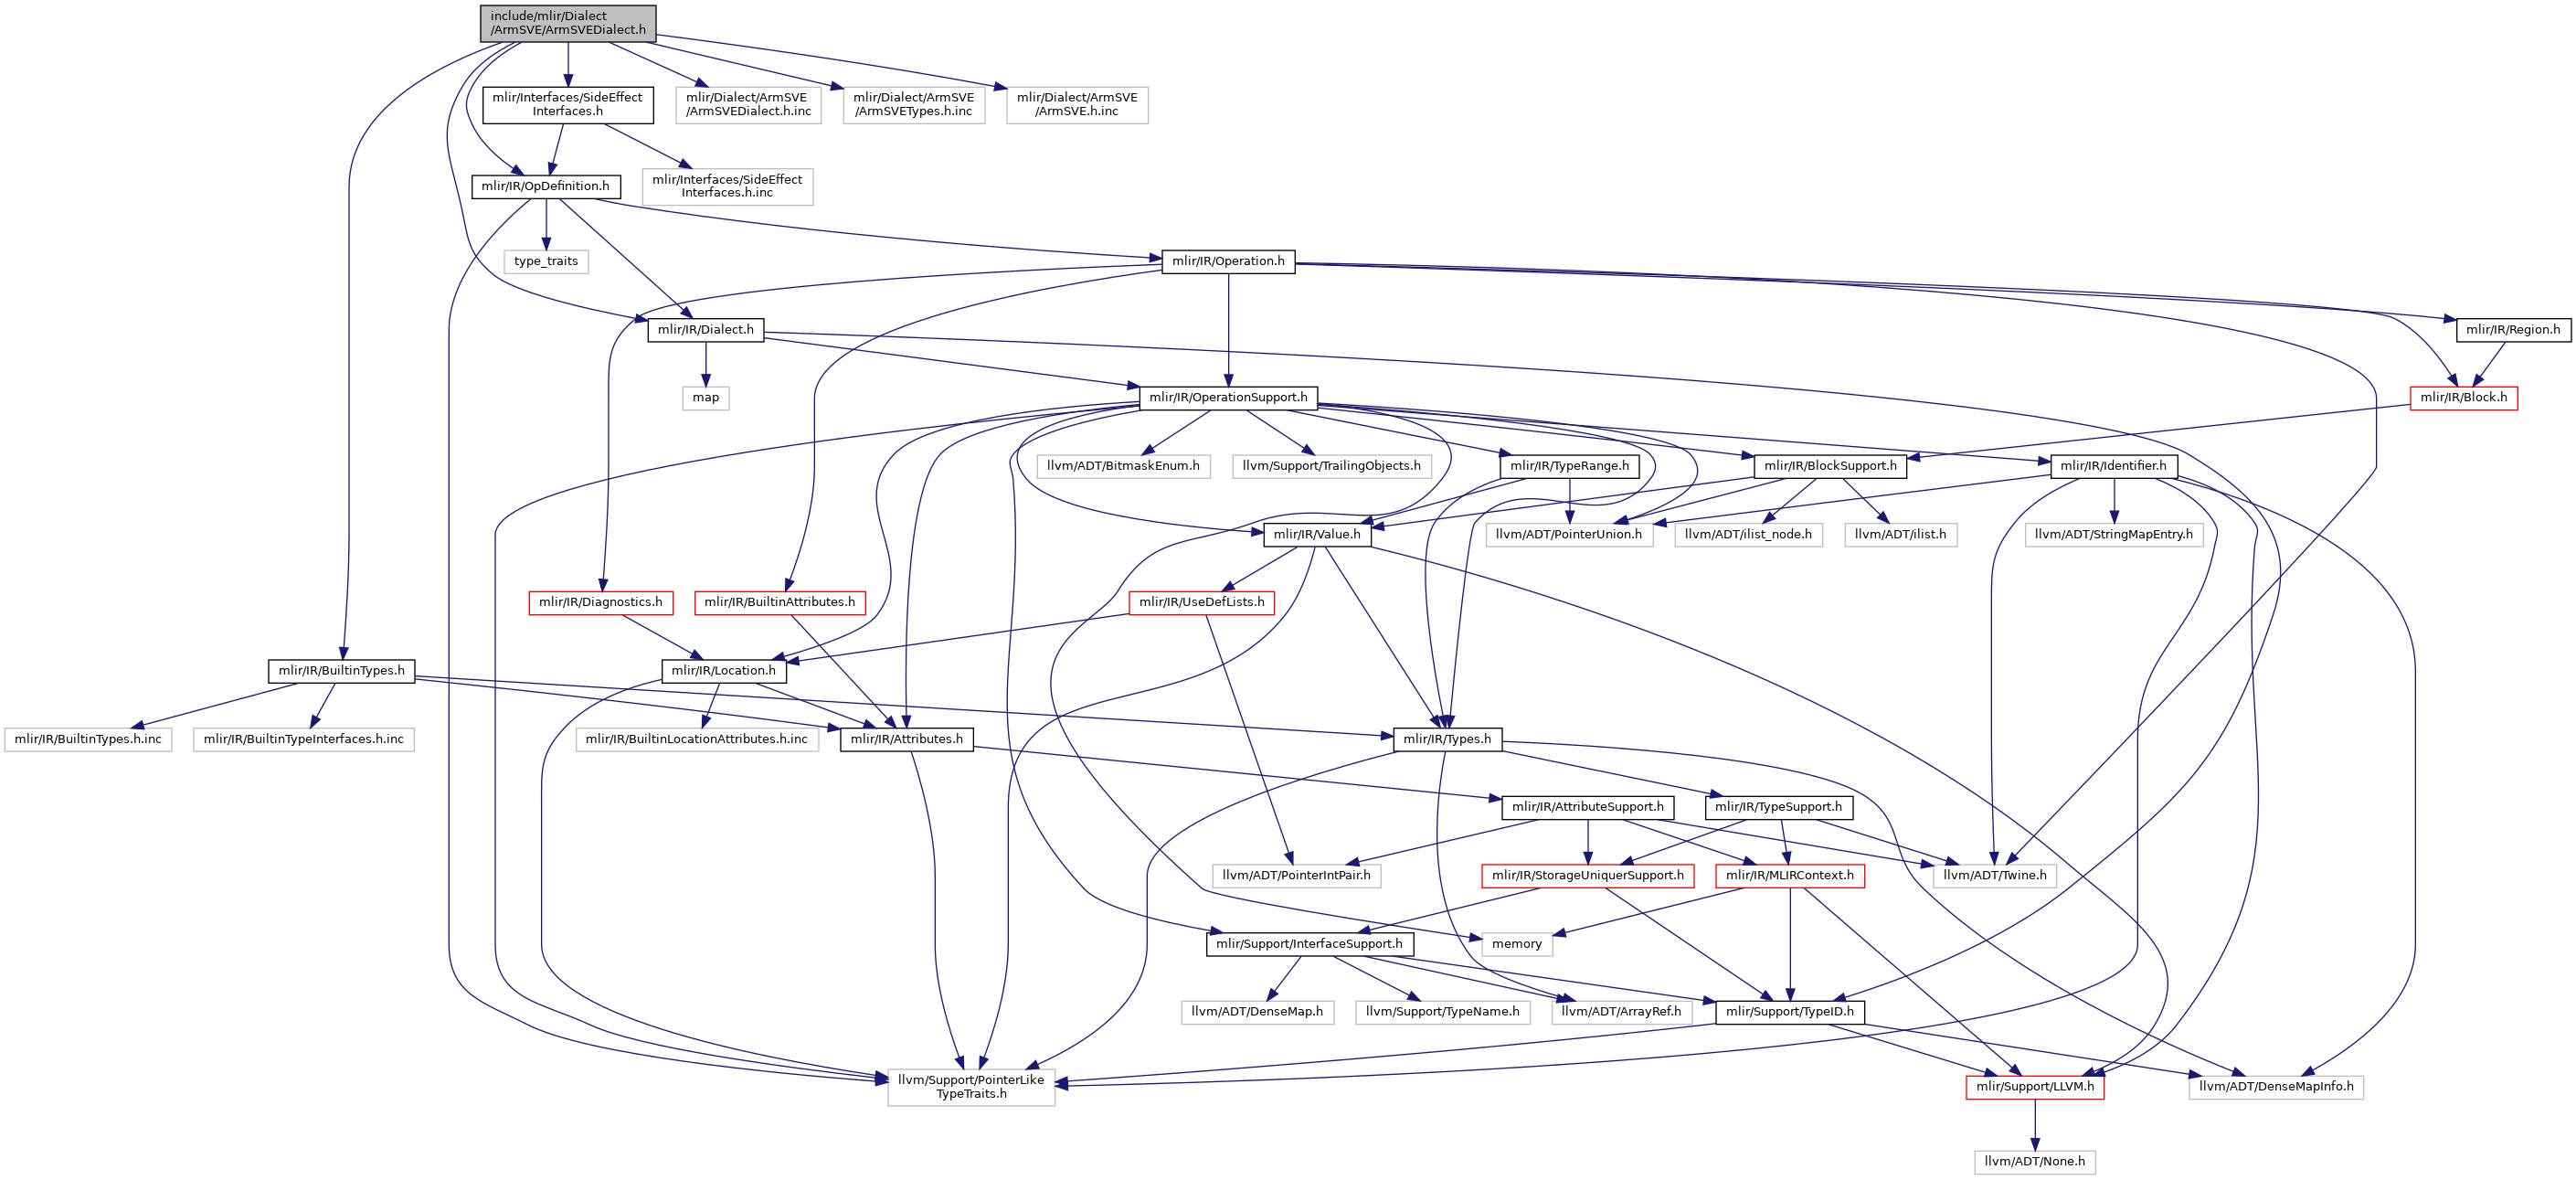 include/mlir/Dialect
/ArmSVE/ArmSVEDialect.h
mlir/Interfaces/SideEffect
Interfaces.h
mlir/Dialect/ArmSVE
/ArmSVEDialect.h.inc
mlir/Dialect/ArmSVE
/ArmSVETypes.h.inc
mlir/Dialect/ArmSVE
/ArmSVE.h.inc
mlir/IR/OpDefinition.h
mlir/Interfaces/SideEffect
Interfaces.h.inc
type_traits
mlir/IR/Operation.h
mlir/IR/Dialect.h
mlir/IR/Region.h
map
mlir/IR/OperationSupport.h
mlir/IR/Block.h
llvm/ADT/BitmaskEnum.h
llvm/Support/TrailingObjects.h
mlir/IR/TypeRange.h
mlir/IR/BlockSupport.h
mlir/IR/Identifier.h
mlir/IR/Value.h
llvm/ADT/PointerUnion.h
llvm/ADT/ilist_node.h
llvm/ADT/ilist.h
llvm/ADT/StringMapEntry.h
mlir/IR/Diagnostics.h
mlir/IR/BuiltinAttributes.h
mlir/IR/UseDefLists.h
mlir/IR/BuiltinTypes.h
mlir/IR/Location.h
mlir/IR/BuiltinTypes.h.inc
mlir/IR/BuiltinTypeInterfaces.h.inc
mlir/IR/BuiltinLocationAttributes.h.inc
mlir/IR/Attributes.h
mlir/IR/Types.h
mlir/IR/AttributeSupport.h
mlir/IR/TypeSupport.h
llvm/ADT/PointerIntPair.h
mlir/IR/StorageUniquerSupport.h
mlir/IR/MLIRContext.h
llvm/ADT/Twine.h
mlir/Support/InterfaceSupport.h
memory
llvm/ADT/DenseMap.h
llvm/Support/TypeName.h
llvm/ADT/ArrayRef.h
mlir/Support/TypeID.h
llvm/Support/PointerLike
TypeTraits.h
mlir/Support/LLVM.h
llvm/ADT/DenseMapInfo.h
llvm/ADT/None.h